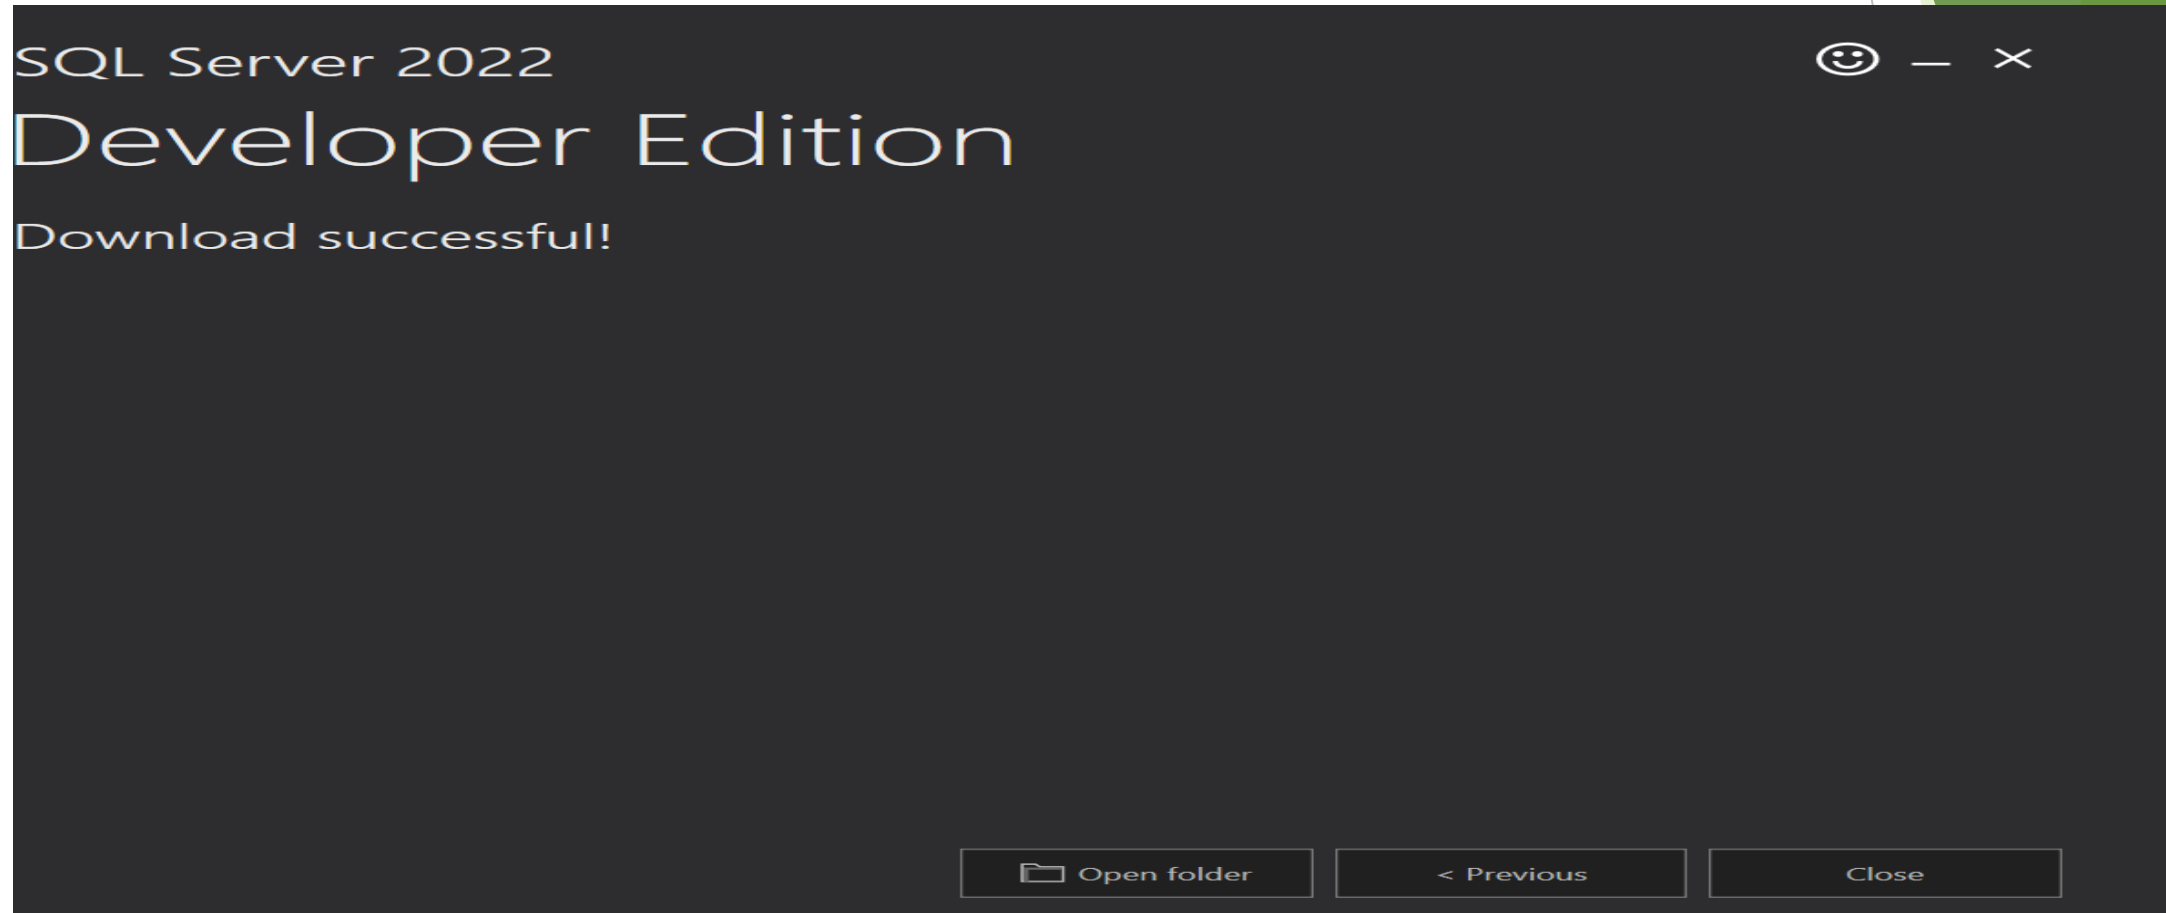 SQL Server 2022
Developer Edition
Download successful!
Open folder
< Previous
Close